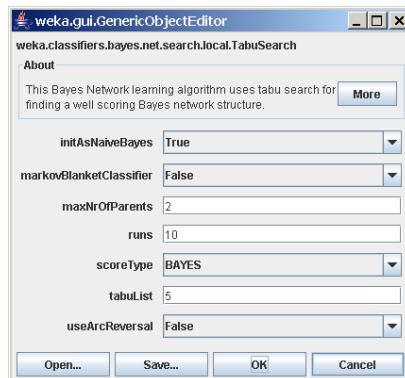 weka.gui.GenericObjectEditor
weka.classifiers.bayes.net.search.local.TabuSearch
About
This Bayes Network learning algorithm uses tabu search for
finding a well scoring Bayes network structure.
More
initAsNaiveBayes True
markovBlanketClassifier False
maxNrOfParents 2
runs 10
scoreType BAYES
tabuList 5
useArcReversal False
Open... Save... OK Cancel